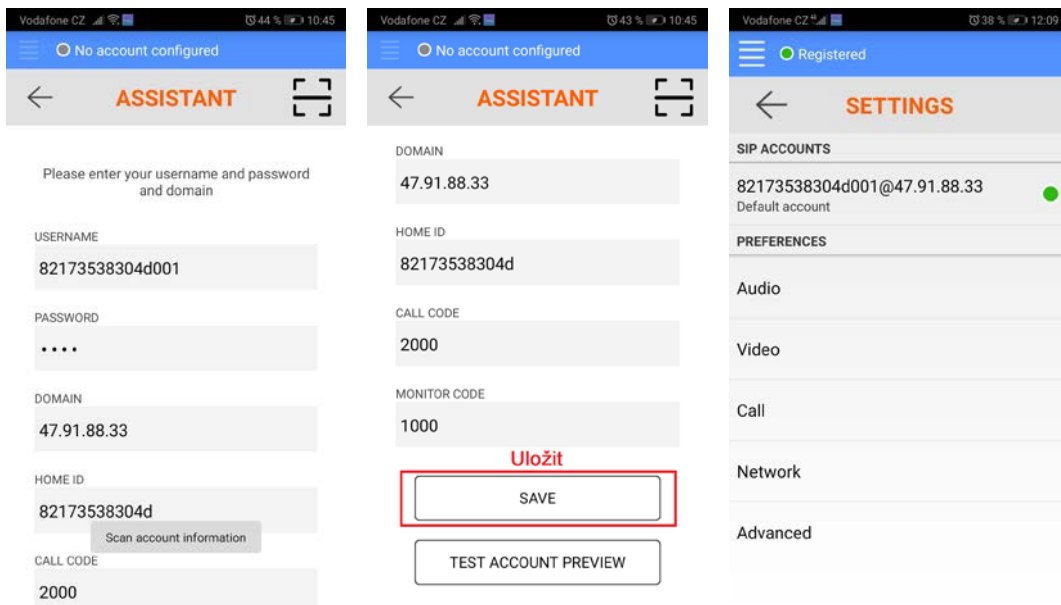 Vodafone CZ 44 % 10:45
No account configured
ASSISTANT
Please enter your username and password
and domain
USERNAME
82173538304d001
PASSWORD
• • • •
DOMAIN
47.91.88.33
HOME ID
82173538304d
Scan account information
CALL CODE
2000
Vodafone CZ 43 % 10:45
No account configured
ASSISTANT
DOMAIN
47.91.88.33
HOME ID
82173538304d
CALL CODE
2000
MONITOR CODE
1000
Uložit
SAVE
TEST ACCOUNT PREVIEW
Vodafone CZ 38 % 12:09
Registered
SETTINGS
SIP ACCOUNTS
82173538304d001@47.91.88.33
Default account
PREFERENCES
Audio
Video
Call
Network
Advanced